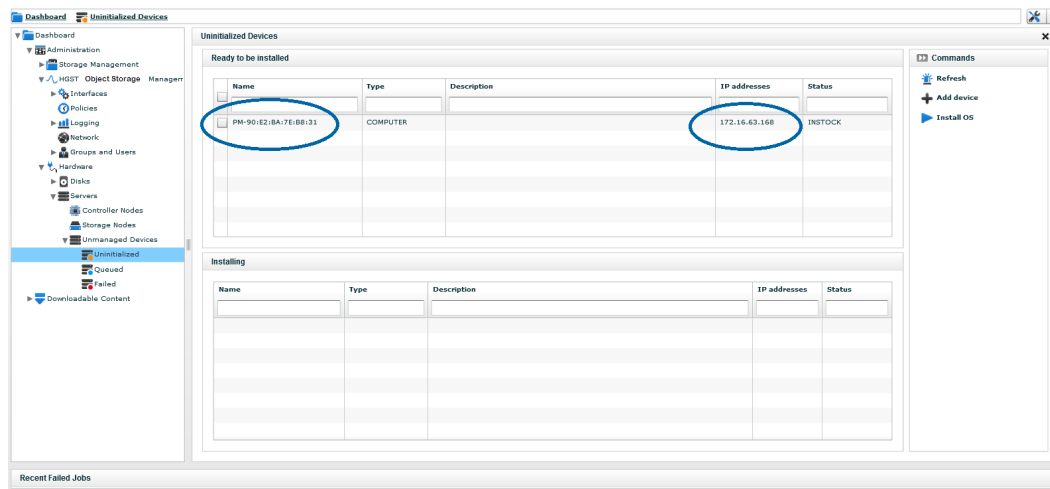 Dashboard Uninitialized Devices
Dashboard
Administration
Storage Management
HGST Object Storage Managem
Interfaces
Policies
Logging
Network
Groups and Users
Hardware
Disks
Servers
Controller Nodes
Storage Nodes
Unmanaged Devices
Uninitialized
Queued
Failed
Downloadable Content
Uninitialized Devices
Ready to be installed
Name Type Description IP addresses Status
PM-90:E2:BA:7E:B8:31 COMPUTER 172.16.63.168 INSTOCK
Installing
Name Type Description IP addresses Status
Commands
Refresh
Add device
Install OS
Recent Failed Jobs